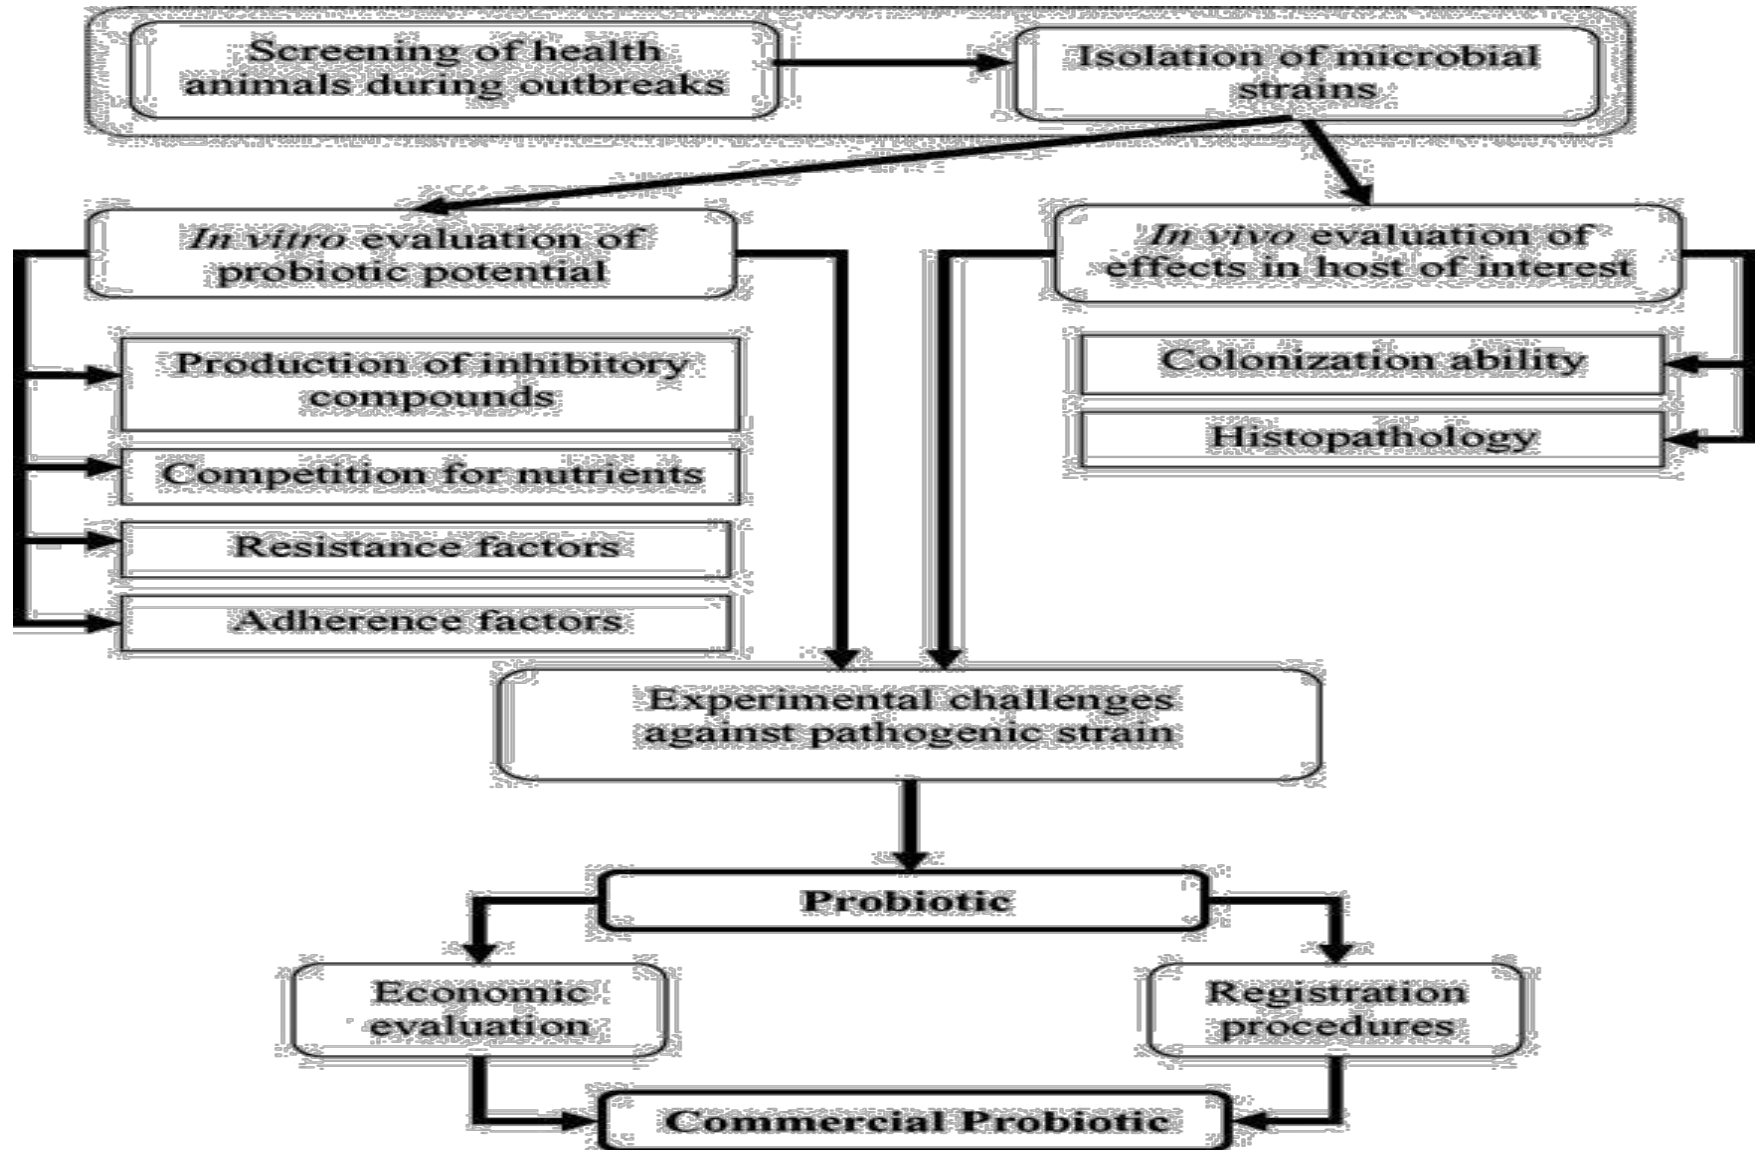 Screening of health
animals during outbreaks
Isolation of microbial
strains
In vitro evaluation of
probiotic potential
In vivo evaluation of
effects in host of interest
Production of inhibitory
compounds
Colonization ability
Histopathology
Competition for nutrients
Resistance factors
Adherence factors
Experimental challenges
against pathogenic strain
Probiotic
Economic
evaluation
Registration
procedures
Commercial Probiotic